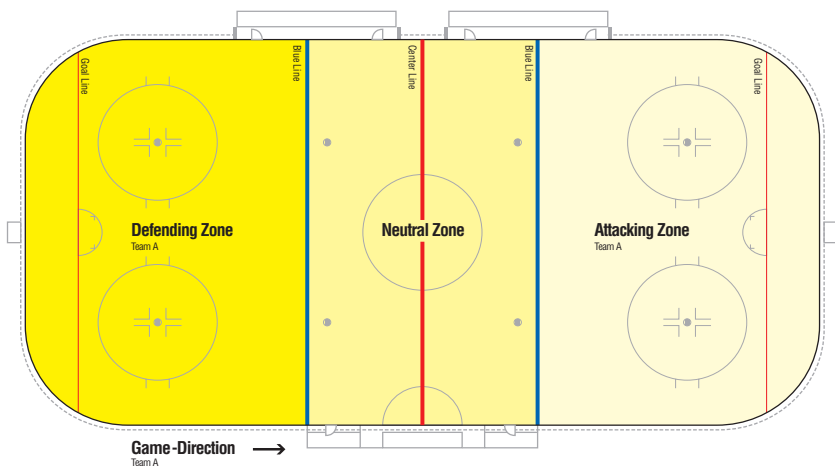 Goal Line
Blue Line
Center Line
Blue Line
Goal Line
Defending Zone
Team A
Neutral Zone
Attacking Zone
Team A
Game-Direction
Team A